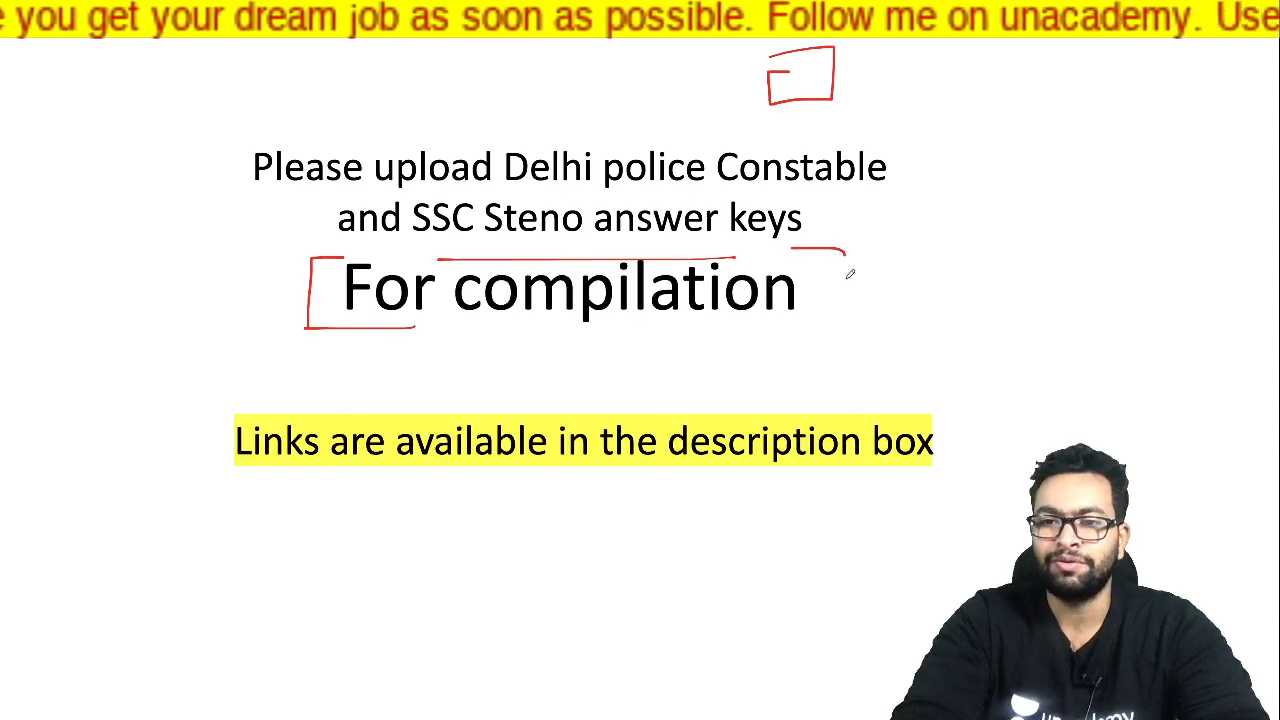 you get your dream job as soon as possible. Follow me on unacademy. Use
Please upload Delhi police Constable
and SSC Steno answer keys
For compilation
Links are available in the description box
unacademy